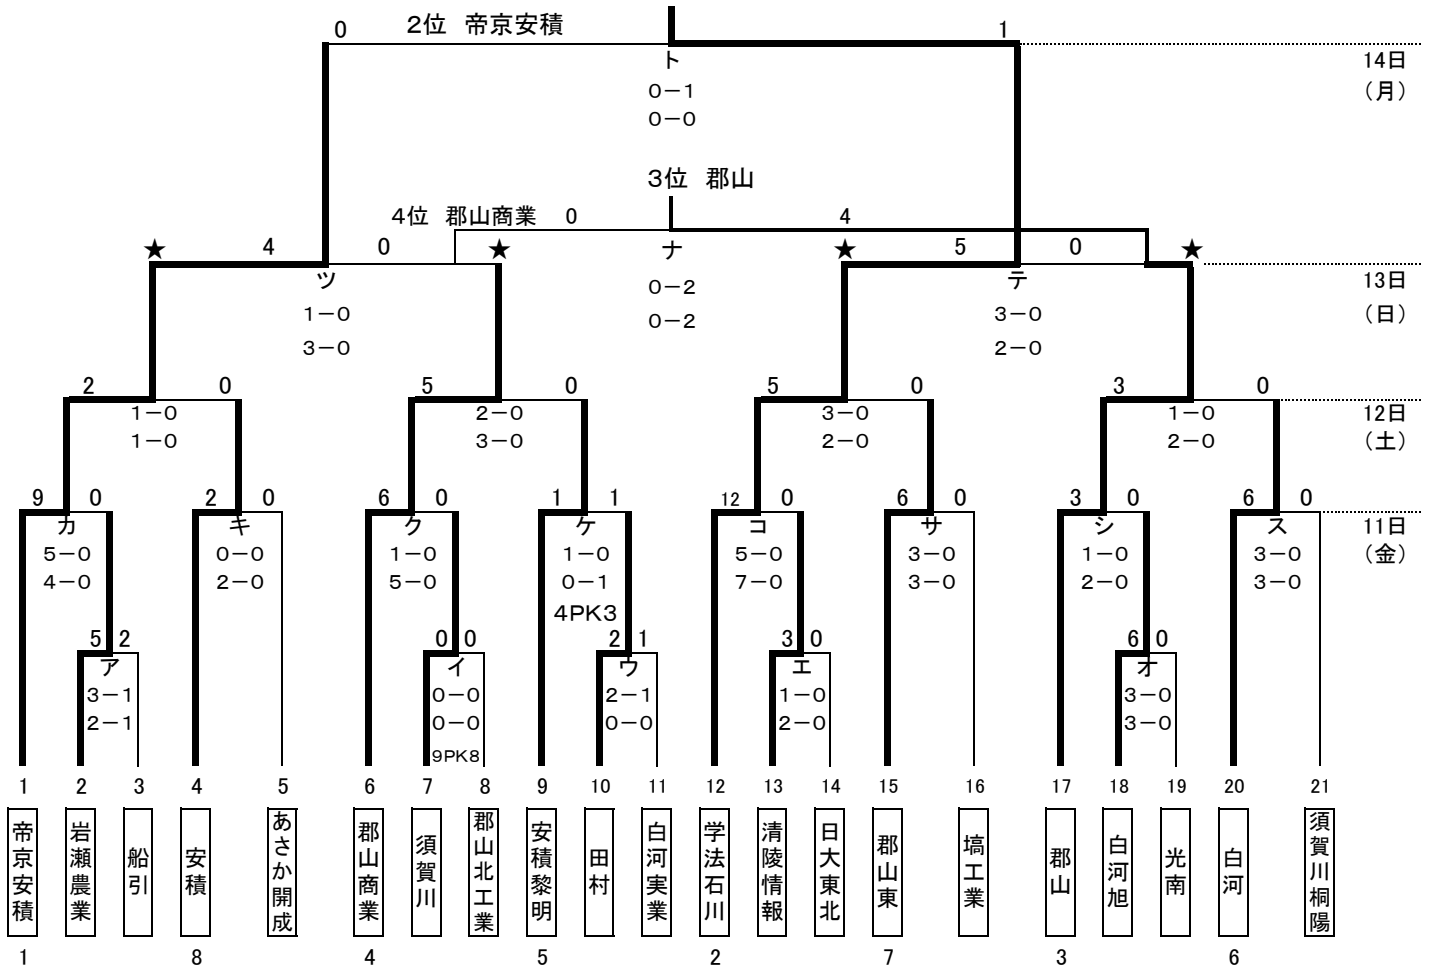 0 2位 帝京安積 1
ト 14日
0－1 （月）
0－0
3位 郡山
4位 郡山商業 0 4
★ 4 0 ★ ナ ★ 5 0 ★
ツ テ 13日
0－2
1－0 3－0 （日）
0－2
3－0 2－0
2 0 5 0 5 0 3 0
1－0 2－0 3－0 1－0 12日
1－0 3－0 2－0 2－0 （土）
9 0 2 0 6 0 1 1 12 0 6 0 3 0 6 0
カ キ ク ケ コ サ シ ス 11日
5－0 0－0 1－0 1－0 5－0 3－0 1－0 3－0 （金）
4－0 2－0 5－0 0－1 7－0 3－0 2－0 3－0
4PK3
5 2 0 0 2 1 3 0 6 0
ア イ ウ エ オ
3－1 0－0 2－1 1－0 3－0
2－1 0－0 0－0 2－0 3－0
9PK8
1 2 3 4 5 6 7 8 9 10 11 12 13 14 15 16 17 18 19 20 21
帝京安積
岩瀬農業
船引
安積
あさか開成
郡山商業
須賀川
郡山北工業
安積黎明
田村
白河実業
学法石川
清陵情報
日大東北
郡山東
塙工業
郡山
白河旭
光南
白河
須賀川桐陽
1 8 4 5 2 7 3 6